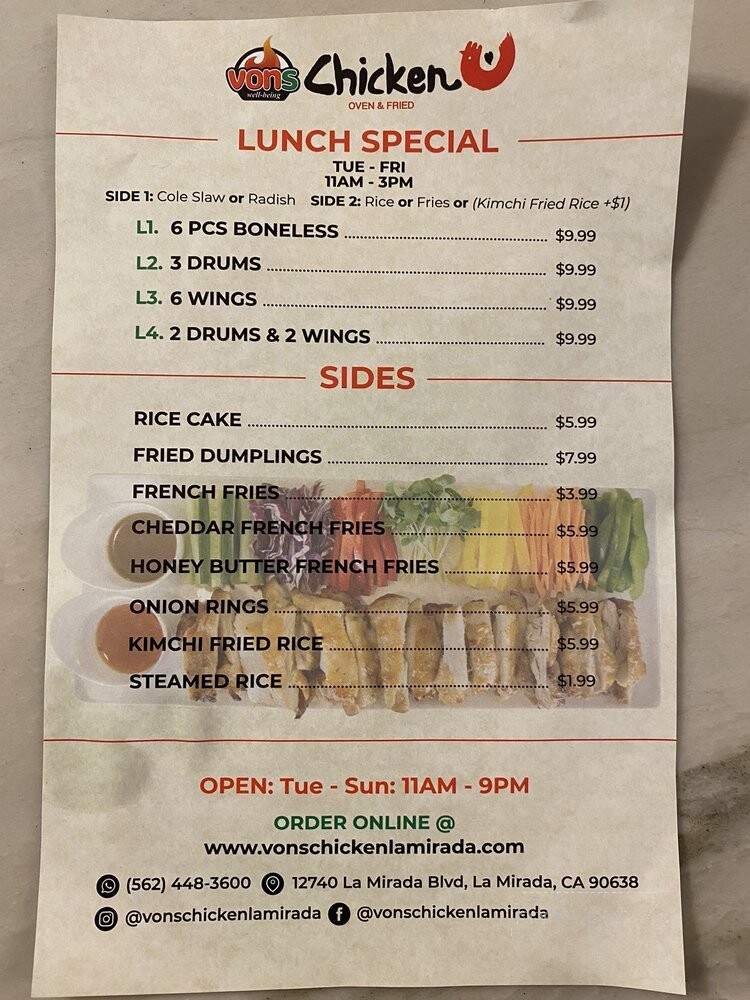 vons Chicken
well-being
OVEN & FRIED
LUNCH SPECIAL
TUE - FRI
11AM - 3PM
SIDE 1: Cole Slaw or Radish SIDE 2: Rice or Fries or (Kimchi Fried Rice +$1)
L1. 6 PCS BONELESS $9.99
L2. 3 DRUMS $9.99
L3. 6 WINGS $9.99
L4. 2 DRUMS & 2 WINGS $9.99
SIDES
RICE CAKE $5.99
FRIED DUMPLINGS $7.99
FRENCH FRIES $3.99
CHEDDAR FRENCH FRIES $5.99
HONEY BUTTER FRENCH FRIES $5.99
ONION RINGS $5.99
KIMCHI FRIED RICE $5.99
STEAMED RICE $1.99
OPEN: Tue - Sun: 11AM - 9PM
ORDER ONLINE @
www.vonschickenlamirada.com
(562) 448-3600 12740 La Mirada Blvd, La Mirada, CA 90638
@vonschickenlamirada @vonschickenlamirada